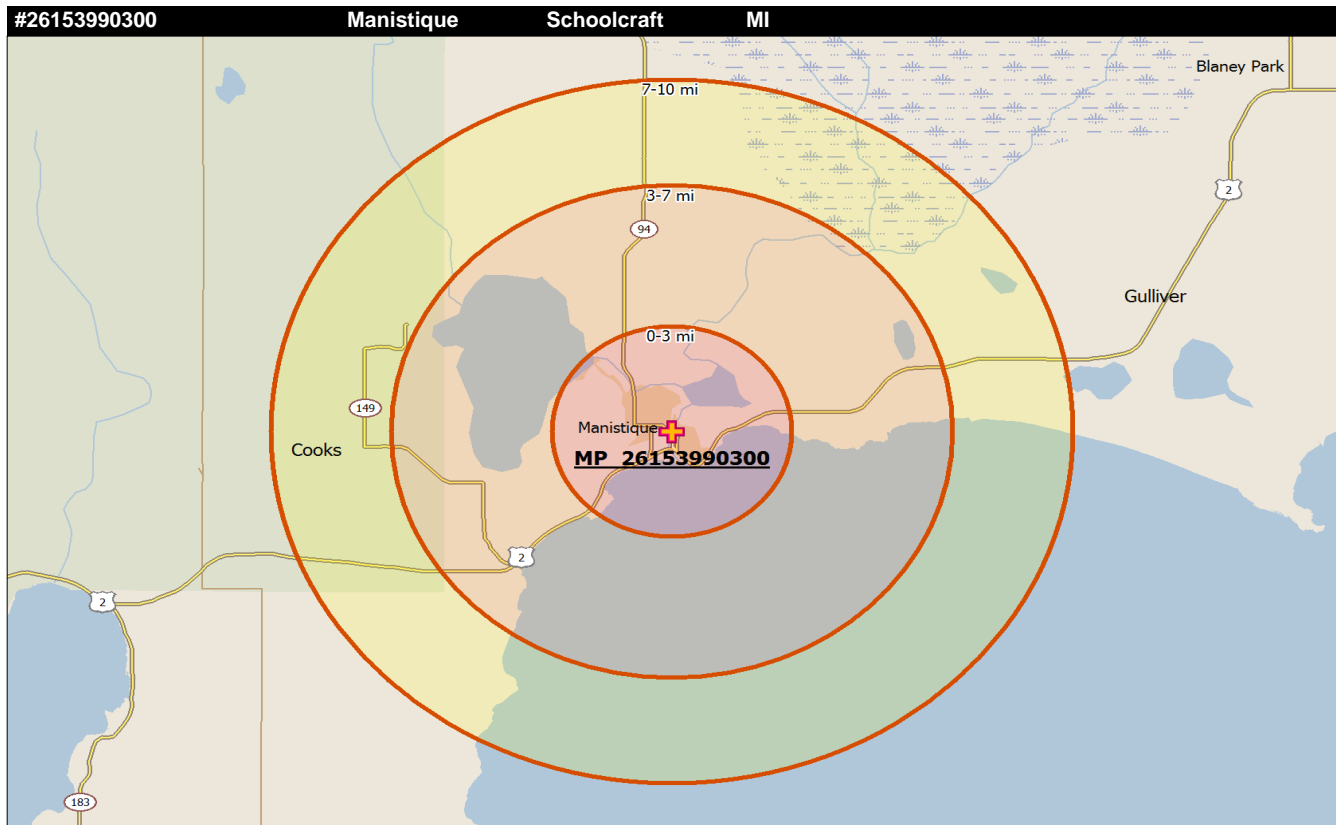 #26153990300 Manistique Schoolcraft MI
Blaney Park
7-10 mi
2
3-7 mi
94
Gulliver
0-3 mi
149
Manistique
Cooks
MP 26153990300
2
2
183